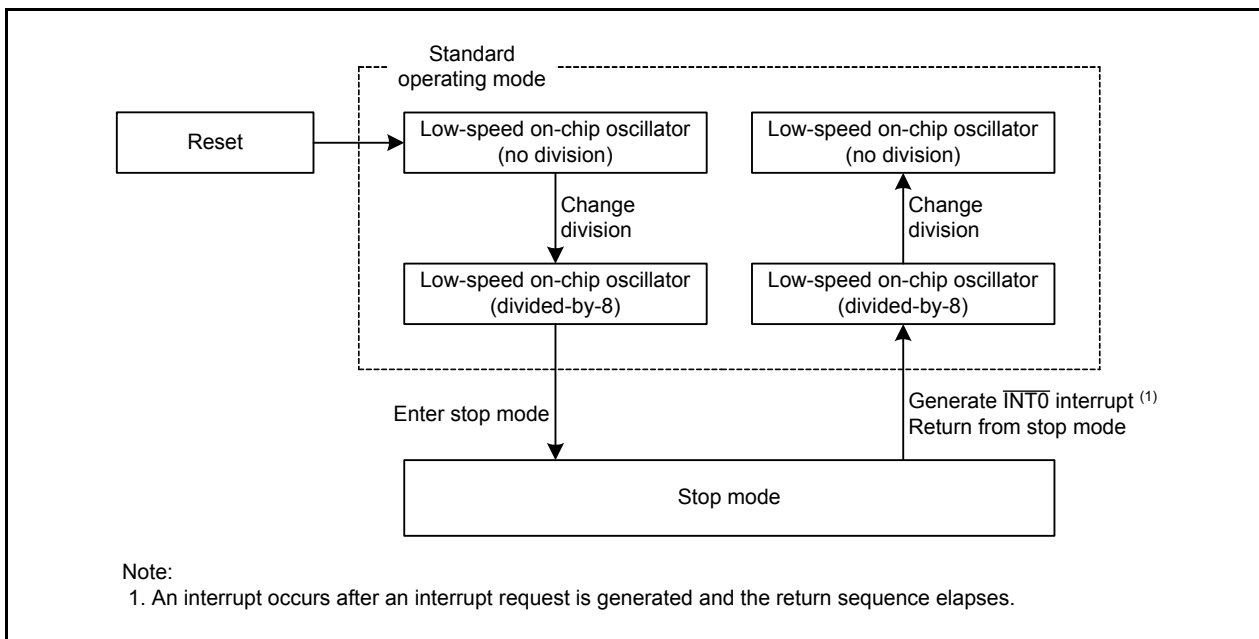 Standard
operating mode
Reset
Low-speed on-chip oscillator
(no division)
Low-speed on-chip oscillator
(no division)
Change
division
Change
division
Low-speed on-chip oscillator
(divided-by-8)
Low-speed on-chip oscillator
(divided-by-8)
Enter stop mode
Generate I̅N̅T̅0̅ interrupt (1)
Return from stop mode
Stop mode
Note:
1. An interrupt occurs after an interrupt request is generated and the return sequence elapses.